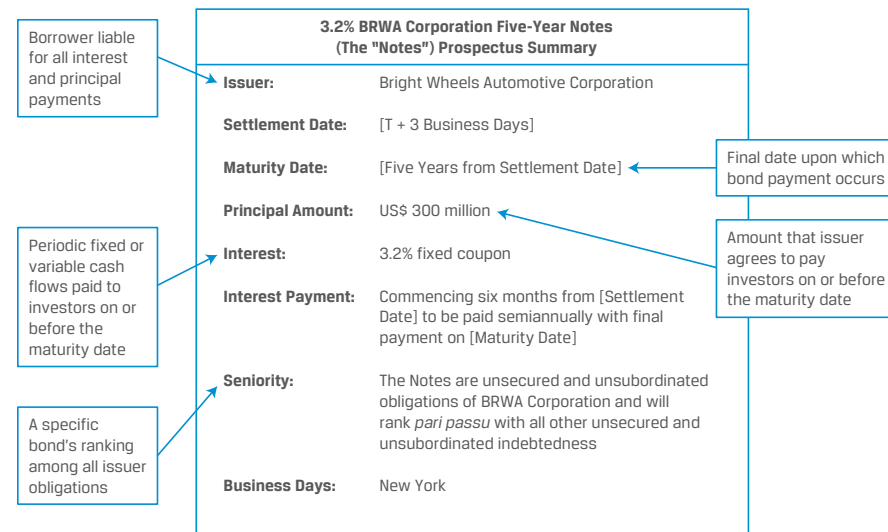 3.2% BRWA Corporation Five-Year Notes
(The "Notes") Prospectus Summary
Borrower liable
for all interest
and principal
payments
Issuer: Bright Wheels Automotive Corporation
Settlement Date: [T + 3 Business Days]
Maturity Date: [Five Years from Settlement Date]
Final date upon which
bond payment occurs
Principal Amount: US$ 300 million
Amount that issuer
agrees to pay
investors on or before
the maturity date
Periodic fixed or
variable cash
flows paid to
investors on or
before the
maturity date
Interest: 3.2% fixed coupon
Interest Payment: Commencing six months from [Settlement
Date] to be paid semiannually with final
payment on [Maturity Date]
Seniority: The Notes are unsecured and unsubordinated
obligations of BRWA Corporation and will
rank pari passu with all other unsecured and
unsubordinated indebtedness
A specific
bond's ranking
among all issuer
obligations
Business Days: New York